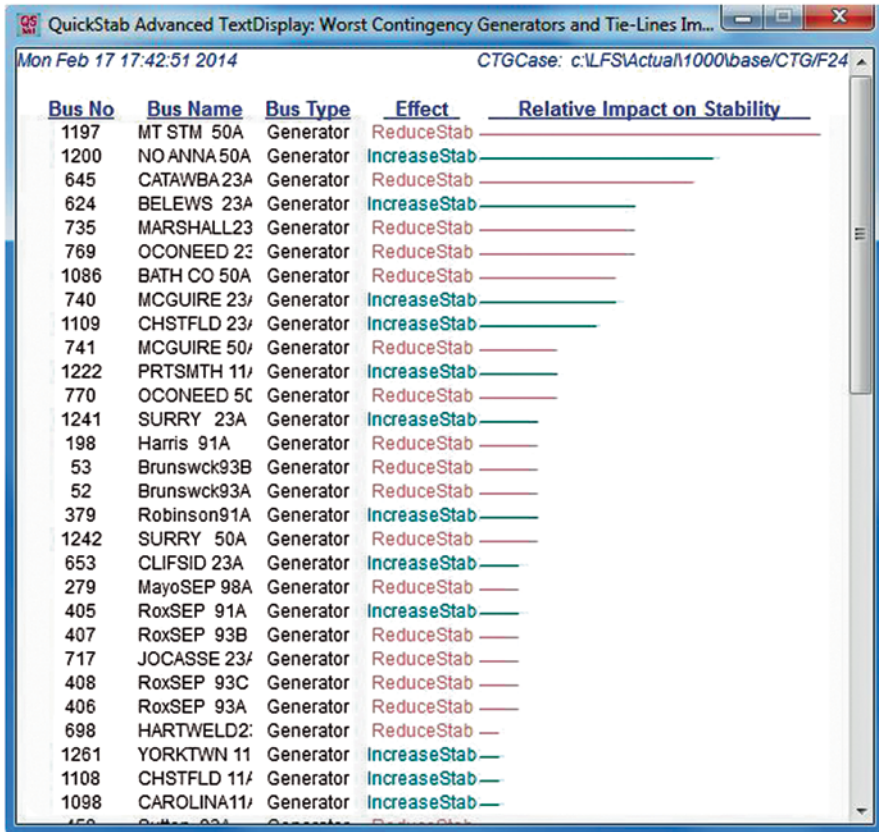 QuickStab Advanced TextDisplay: Worst Contingency Generators and Tie-Lines Im...
Mon Feb 17 17:42:51 2014 CTGCase: c:\LFS\Actual\1000\base/CTG/F24
Bus No Bus Name Bus Type Effect Relative Impact on Stability
1197 MT STM 50A Generator ReduceStab
1200 NO ANNA 50A Generator IncreaseStab
645 CATAWBA 23A Generator ReduceStab
624 BELEWS 23A Generator IncreaseStab
735 MARSHALL23 Generator ReduceStab
769 OCONEED 23 Generator ReduceStab
1086 BATH CO 50A Generator ReduceStab
740 MCGUIRE 23A Generator IncreaseStab
1109 CHSTFLD 23A Generator IncreaseStab
741 MCGUIRE 50A Generator ReduceStab
1222 PRTSMTH 11A Generator IncreaseStab
770 OCONEED 50 Generator ReduceStab
1241 SURRY 23A Generator IncreaseStab
198 Harris 91A Generator ReduceStab
53 Brunswck93B Generator ReduceStab
52 Brunswck93A Generator ReduceStab
379 Robinson91A Generator IncreaseStab
1242 SURRY 50A Generator ReduceStab
653 CLIFSID 23A Generator IncreaseStab
279 MayoSEP 98A Generator ReduceStab
405 RoxSEP 91A Generator IncreaseStab
407 RoxSEP 93B Generator ReduceStab
717 JOCASSE 23A Generator ReduceStab
408 RoxSEP 93C Generator ReduceStab
406 RoxSEP 93A Generator ReduceStab
698 HARTWELD2 Generator ReduceStab
1261 YORKTWN 11 Generator IncreaseStab
1108 CHSTFLD 11A Generator IncreaseStab
1098 CAROLINA11A Generator IncreaseStab